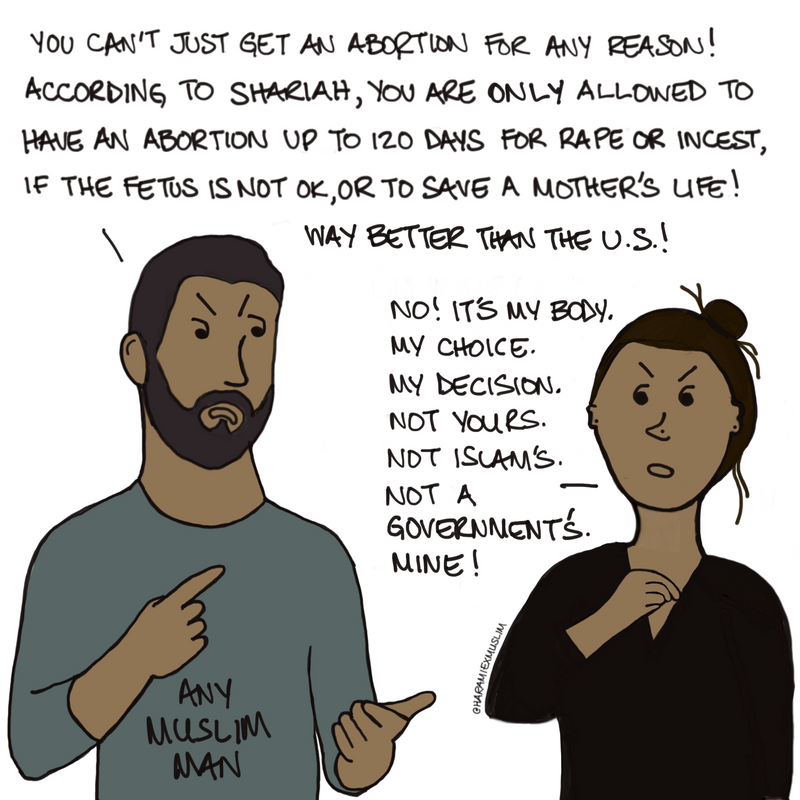 YOU CAN'T JUST GET AN ABORTION FOR ANY REASON!
ACCORDING TO SHARIAH, YOU ARE ONLY ALLOWED TO
HAVE AN ABORTION UP TO 120 DAYS FOR RAPE OR INCEST,
IF THE FETUS IS NOT OK, OR TO SAVE A MOTHER'S LIFE!
WAY BETTER THAN THE U.S.!
NO! IT'S MY BODY.
MY CHOICE.
MY DECISION.
NOT YOURS.
NOT ISLAM'S.
NOT A
GOVERNMENT'S.
MINE!
@HARAMIEXMUSLIM
ANY
MUSLIM
MAN